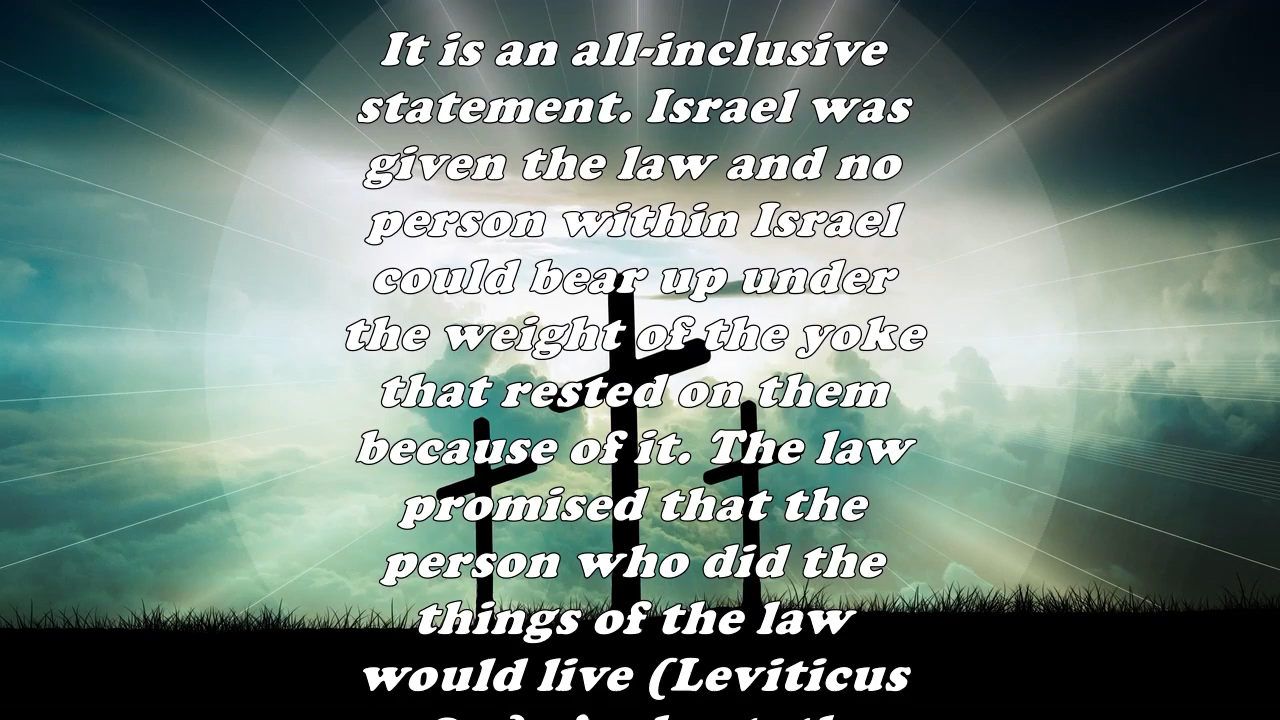 It is an all-inclusive
statement. Israel was
given the law and no
person within Israel
could bear up under
the weight of the yoke
that rested on them
because of it. The law
promised that the
person who did the
things of the law
would live (Leviticus